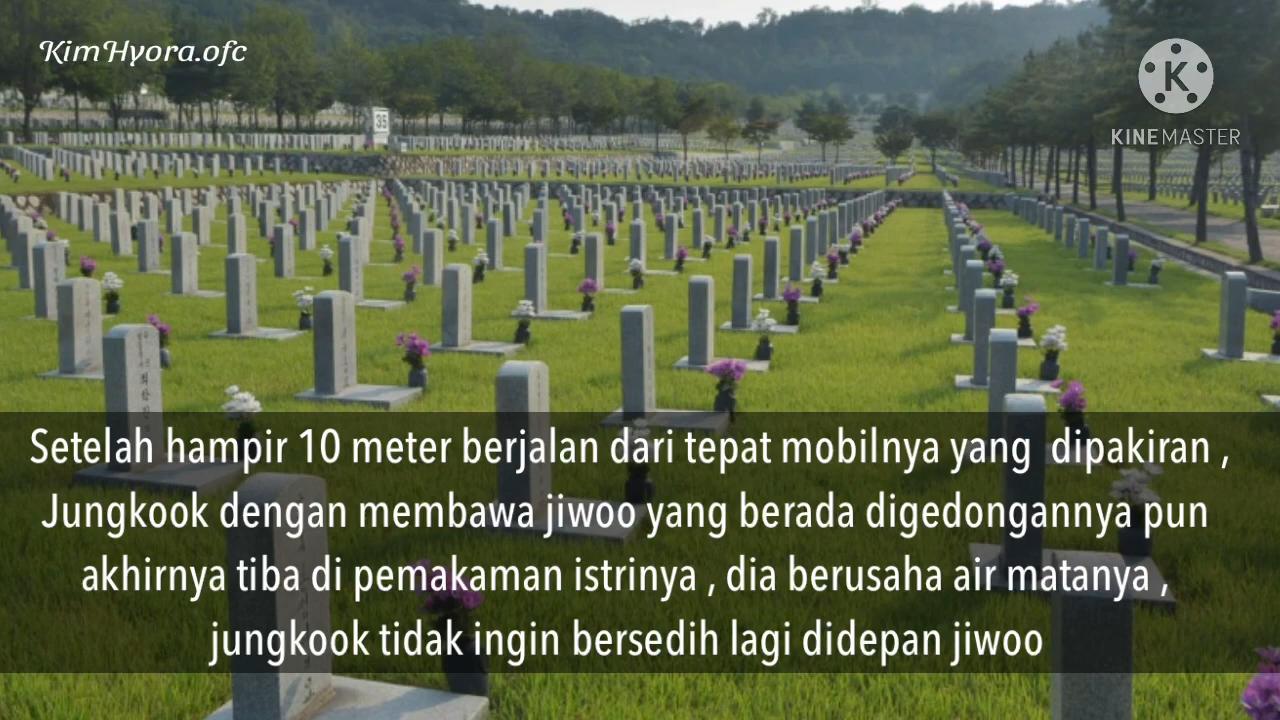 KimHyora.ofc
K
KINEMASTER
35
Setelah hampir 10 meter berjalan dari tepat mobilnya yang dipakiran ,
Jungkook dengan membawa jiwoo yang berada digedongannya pun
akhirnya tiba di pemakaman istrinya , dia berusaha air matanya ,
jungkook tidak ingin bersedih lagi didepan jiwoo